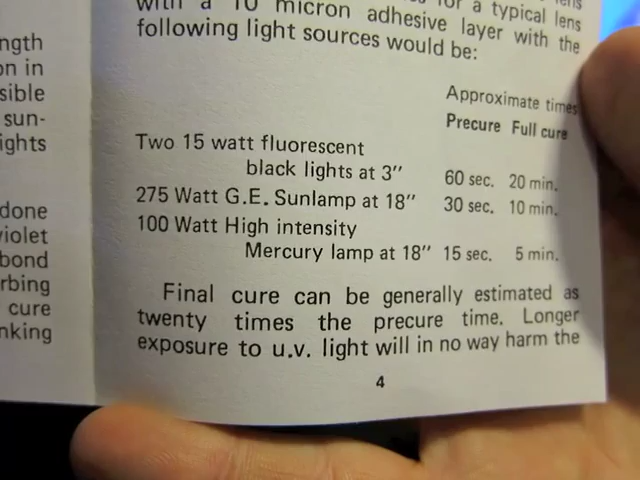 ngth
on in
sible
sun-
ights
done
violet
bond
rbing
cure
nking
with a 10 micron adhesive layer with the
for a typical lens
following light sources would be:
Approximate times
Precure Full cure
Two 15 watt fluorescent
black lights at 3" 60 sec. 20 min.
275 Watt G.E. Sunlamp at 18" 30 sec. 10 min.
100 Watt High intensity
Mercury lamp at 18" 15 sec. 5 min.
Final cure can be generally estimated as
twenty times the precure time. Longer
exposure to u.v. light will in no way harm the
4